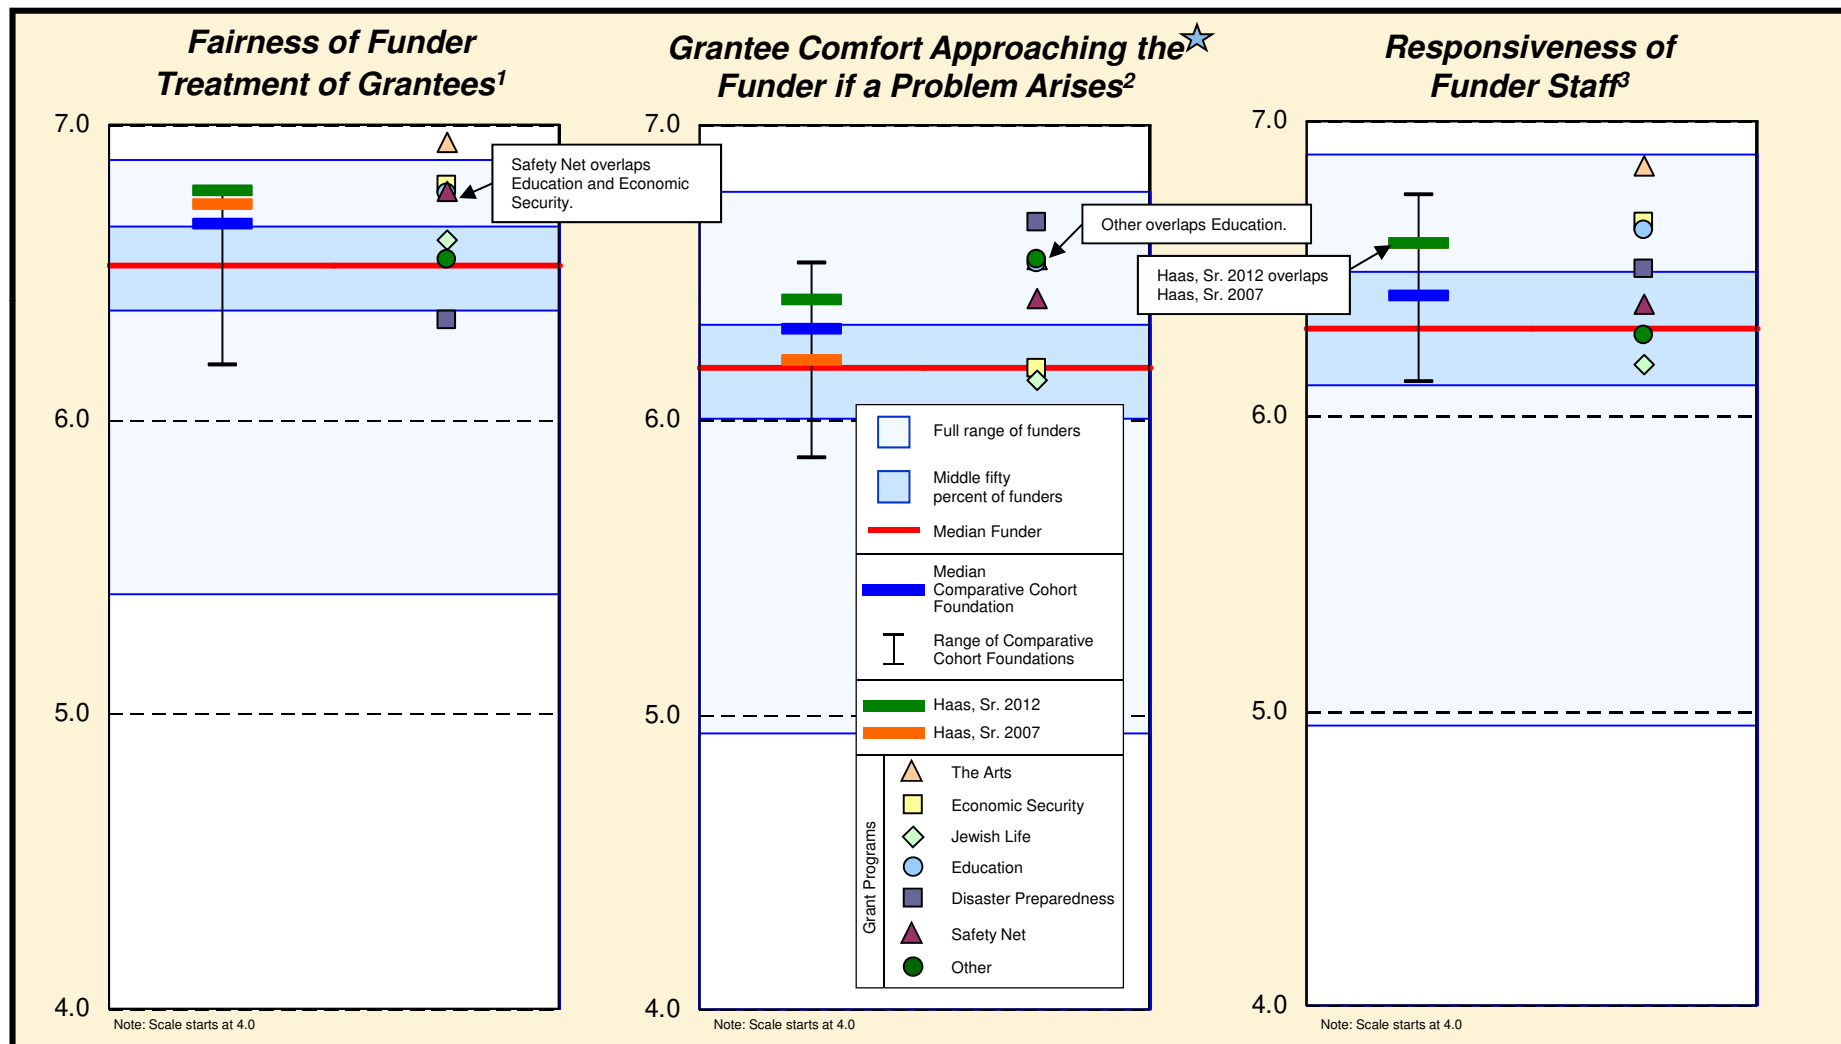 Fairness of Funder
Treatment of Grantees¹
Grantee Comfort Approaching the
Funder if a Problem Arises²
Responsiveness of
Funder Staff³
7.0
6.0
5.0
4.0
Safety Net overlaps
Education and Economic
Security.
Note: Scale starts at 4.0
7.0
6.0
5.0
4.0
Other overlaps Education.
Full range of funders
Middle fifty
percent of funders
Median Funder
Median
Comparative Cohort
Foundation
Range of Comparative
Cohort Foundations
Haas, Sr. 2012
Haas, Sr. 2007
Grant Programs
The Arts
Economic Security
Jewish Life
Education
Disaster Preparedness
Safety Net
Other
Note: Scale starts at 4.0
7.0
6.0
5.0
4.0
Haas, Sr. 2012 overlaps
Haas, Sr. 2007
Note: Scale starts at 4.0